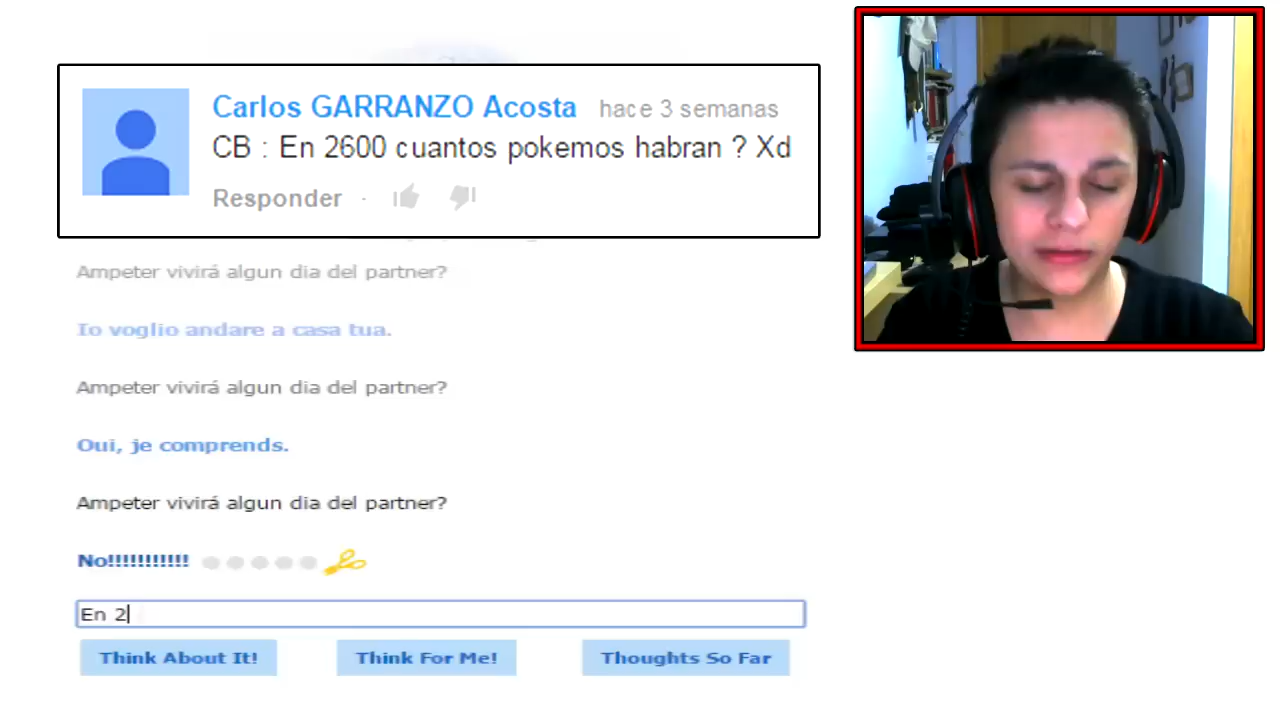 Carlos GARRANZO Acosta hace 3 semanas
CB : En 2600 cuantos pokemos habran ? Xd
Responder ·
Ampeter vivirá algun dia del partner?
Io voglio andare a casa tua.
Ampeter vivirá algun dia del partner?
Oui, je comprends.
Ampeter vivirá algun dia del partner?
No!!!!!!!!!!!
En 2
Think About It! Think For Me! Thoughts So Far